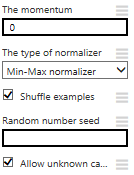 The momentum
0
The type of normalizer
Min-Max normalizer
Shuffle examples
Random number seed
Allow unknown ca...